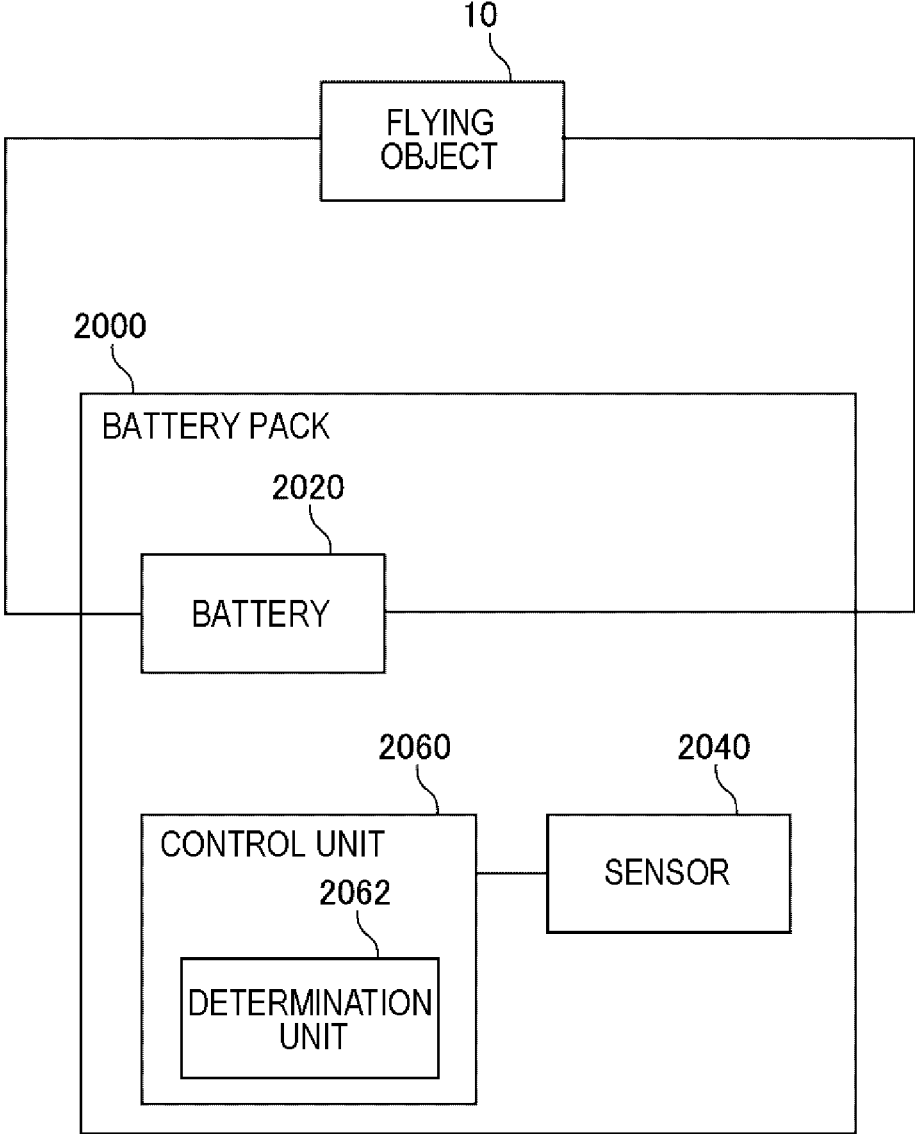 10
FLYING
OBJECT
2000
BATTERY PACK
2020
BATTERY
2060
2040
CONTROL UNIT
SENSOR
2062
DETERMINATION
UNIT